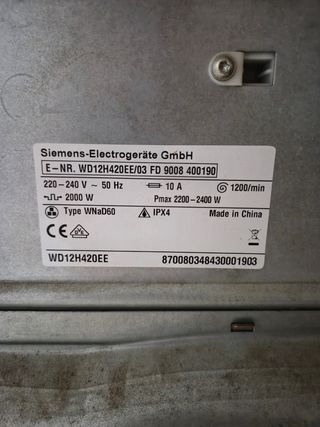 Siemens-Electrogeräte GmbH
E-NR. WD12H420EE/03 FD 9008 400190
220-240 V ~ 50 Hz 10 A 1200/min
2000 W Pmax 2200-2400 W
Type WNaD60 IPX4 Made in China
CE
WD12H420EE 870080348430001903